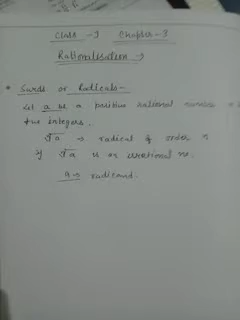 Class - I Chapter - 3
Rationalisation →
• Surds or Radicals -
Let a be a positive rational number
integers.
√a → radical of order n
if √a is an irrational no.
a → radicand.